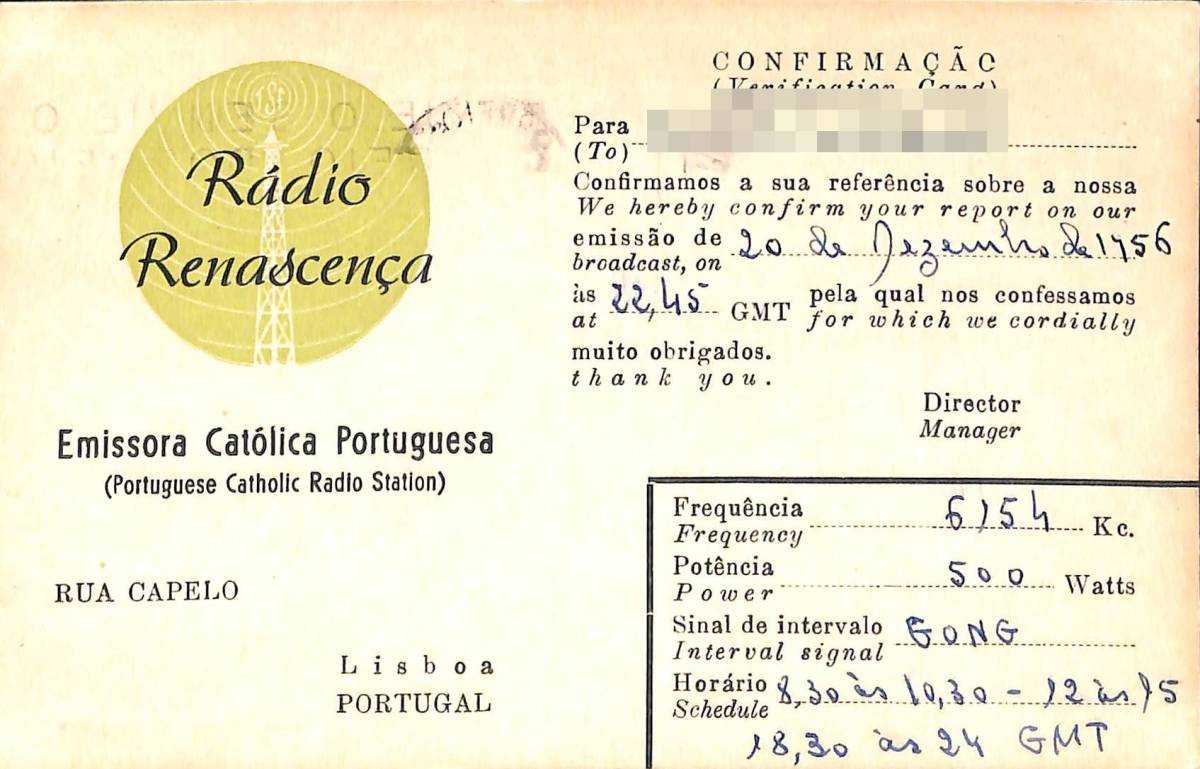 TSF
Rádio
Renascença
Emissora Católica Portuguesa
(Portuguese Catholic Radio Station)
RUA CAPELO
Lisboa
PORTUGAL
CONFIRMAÇÃO
(Verification Card)
Para
(To)
Confirmamos a sua referência sobre a nossa
We hereby confirm your report on our
emissão de 20 de Dezembro de 1956
broadcast, on
às 22,45 GMT pela qual nos confessamos
at for which we cordially
muito obrigados.
thank you.
Director
Manager
Frequência 6154 Kc.
Frequency
Potência 500 Watts
Power
Sinal de intervalo GONG
Interval signal
Horário 8,30 às 10,30 - 12 às 15
Schedule
18,30 às 24 GMT